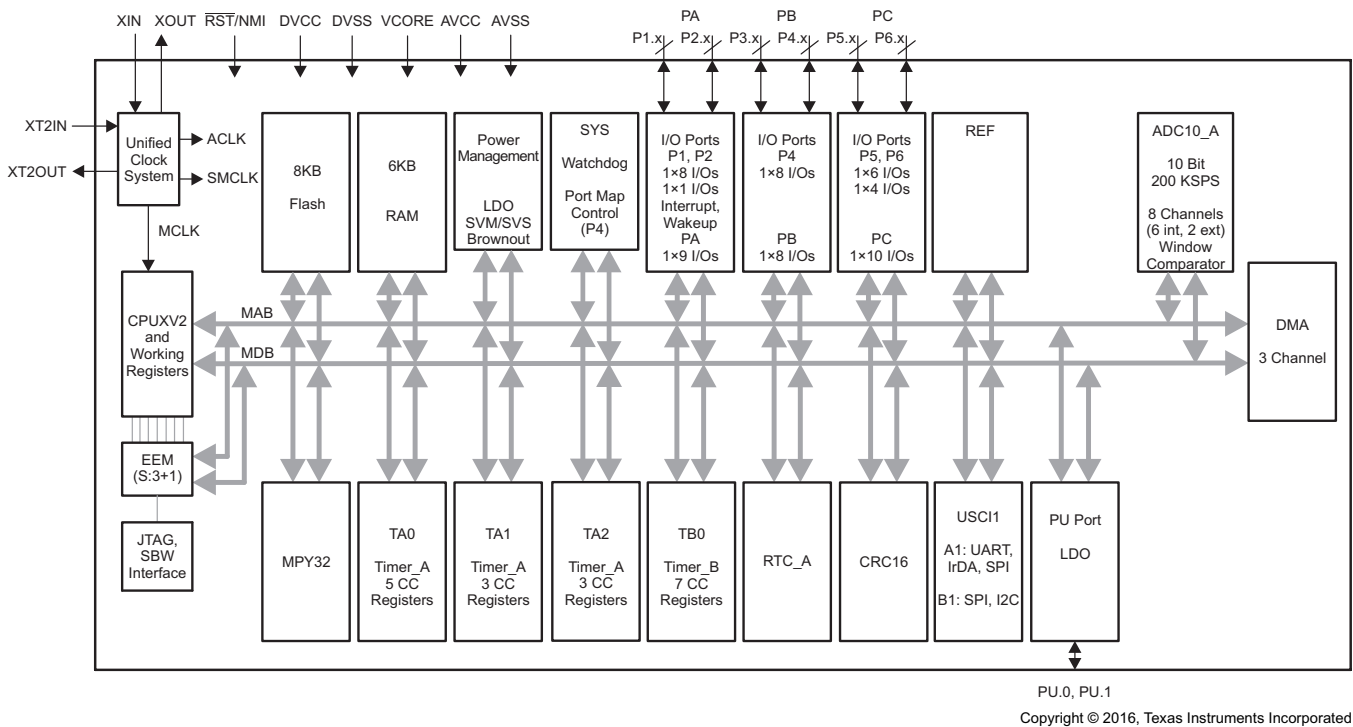 XIN XOUT RST/NMI DVCC DVSS VCORE AVCC AVSS
PA PB PC
P1.x P2.x P3.x P4.x P5.x P6.x
XT2IN
XT2OUT
Unified
Clock
System
ACLK
SMCLK
MCLK
8KB
Flash
6KB
RAM
Power
Management
LDO
SVM/SVS
Brownout
SYS
Watchdog
Port Map
Control
(P4)
I/O Ports
P1, P2
1×8 I/Os
1×1 I/Os
Interrupt,
Wakeup
PA
1×9 I/Os
I/O Ports
P4
1×8 I/Os
PB
1×8 I/Os
I/O Ports
P5, P6
1×6 I/Os
1×4 I/Os
PC
1×10 I/Os
REF
ADC10_A
10 Bit
200 KSPS
8 Channels
(6 int, 2 ext)
Window
Comparator
CPUXV2
and
Working
Registers
MAB
MDB
DMA
3 Channel
EEM
(S:3+1)
JTAG,
SBW
Interface
MPY32
TA0
Timer_A
5 CC
Registers
TA1
Timer_A
3 CC
Registers
TA2
Timer_A
3 CC
Registers
TB0
Timer_B
7 CC
Registers
RTC_A
CRC16
USCI1
A1: UART,
IrDA, SPI
B1: SPI, I2C
PU Port
LDO
PU.0, PU.1
Copyright © 2016, Texas Instruments Incorporated